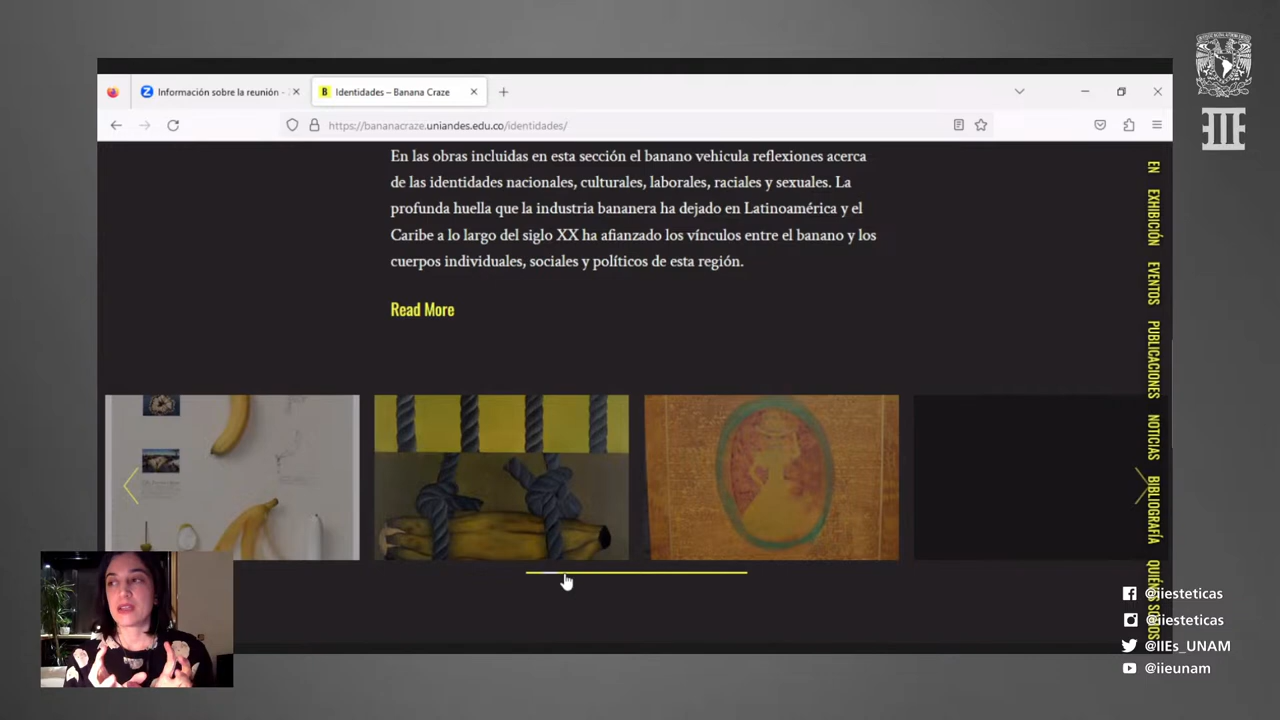 Información sobre la reunión -
B Identidades – Banana Craze
https://bananacraze.uniandes.edu.co/identidades/
En las obras incluidas en esta sección el banano vehicula reflexiones acerca
de las identidades nacionales, culturales, laborales, raciales y sexuales. La
profunda huella que la industria bananera ha dejado en Latinoamérica y el
Caribe a lo largo del siglo XX ha afianzado los vínculos entre el banano y los
cuerpos individuales, sociales y políticos de esta región.
Read More
EN
EXHIBICIÓN
EVENTOS
PUBLICACIONES
NOTICIAS
BIBLIOGRAFÍA
QUIÉNES SOMOS
@iiesteticas
@iiesteticas
@IIEs_UNAM
@iieunam